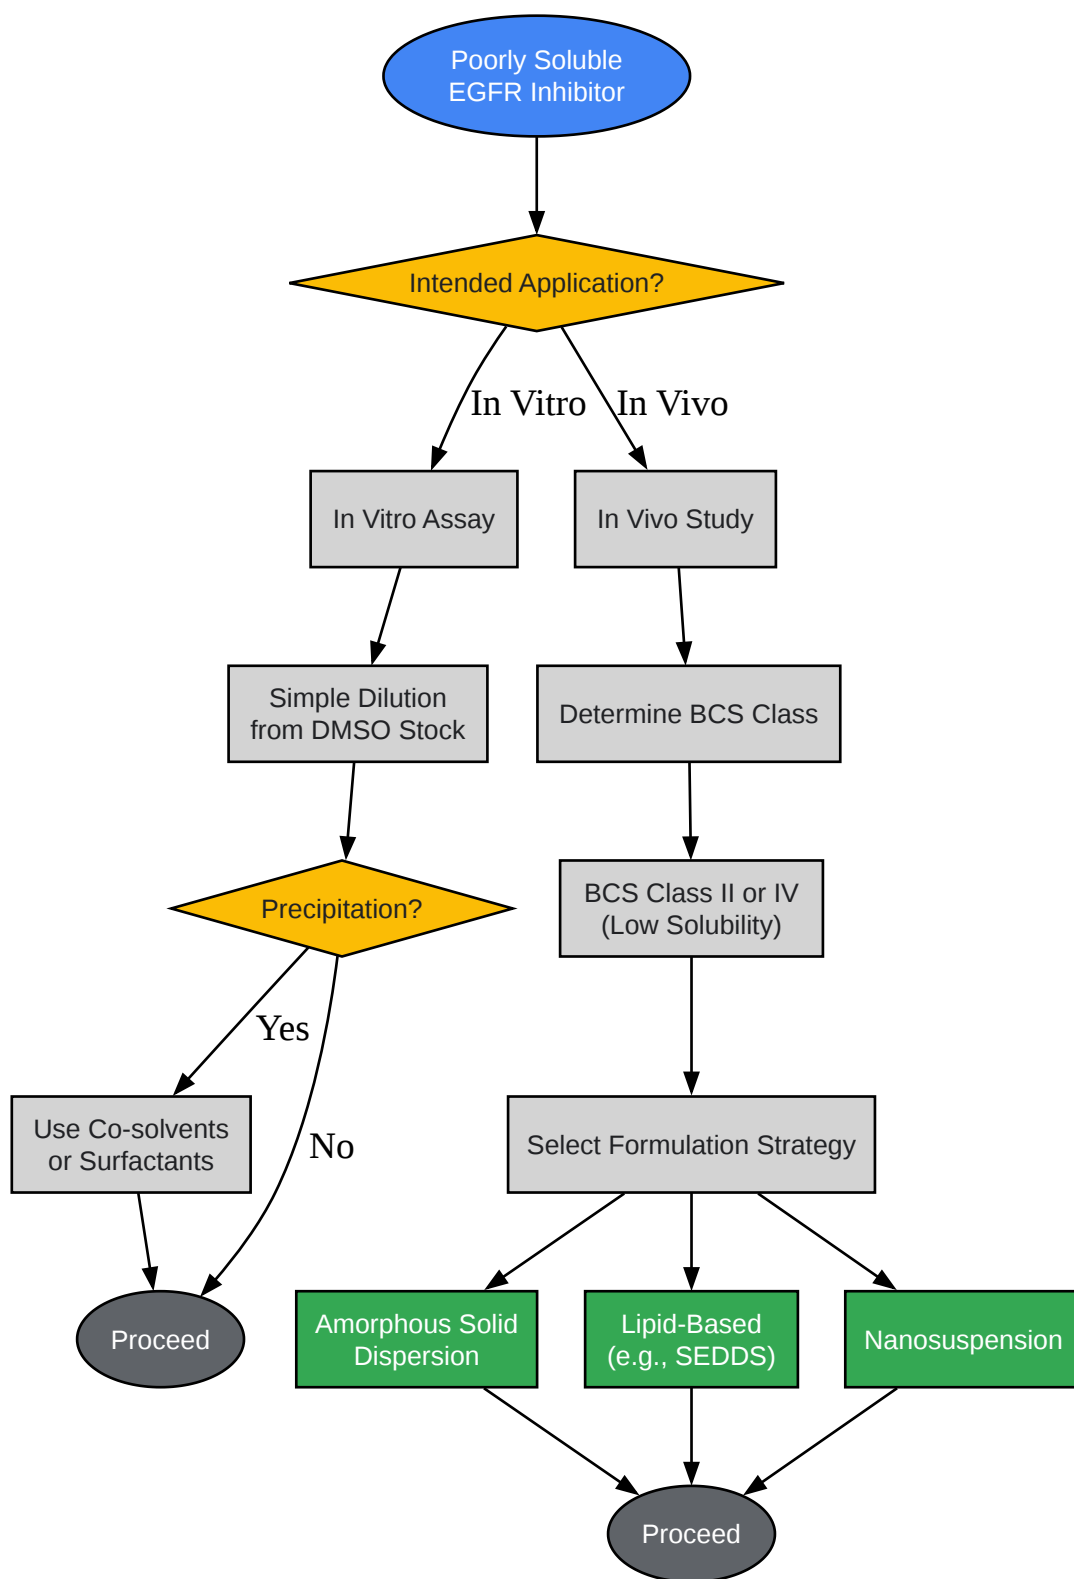 Poorly Soluble
EGFR Inhibitor
Intended Application?
In Vitro
In Vivo
In Vitro Assay
In Vivo Study
Simple Dilution
from DMSO Stock
Determine BCS Class
Precipitation?
BCS Class II or IV
(Low Solubility)
Yes
No
Use Co-solvents
or Surfactants
Select Formulation Strategy
Proceed
Amorphous Solid
Dispersion
Lipid-Based
(e.g., SEDDS)
Nanosuspension
Proceed